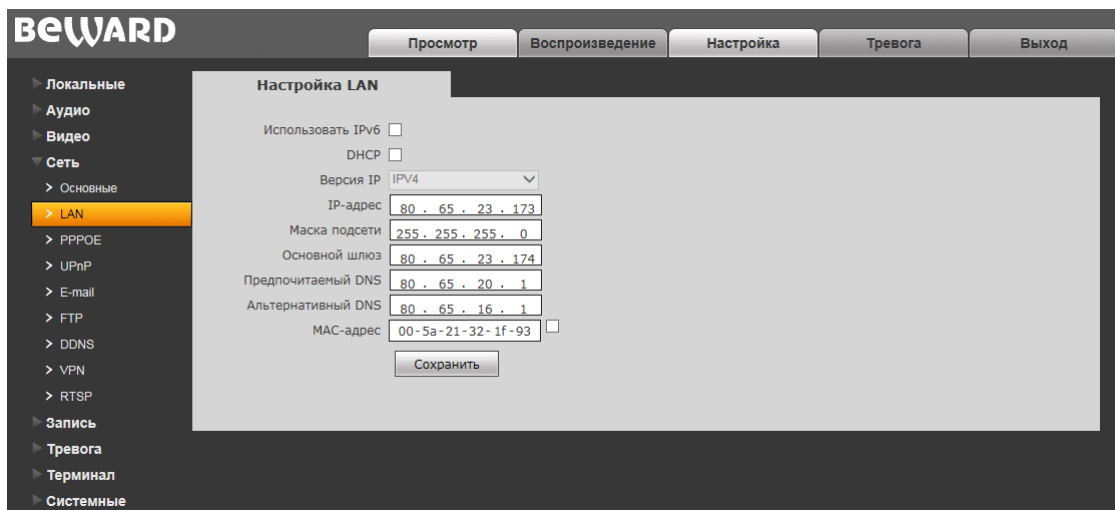 BEWARD
Просмотр Воспроизведение Настройка Тревога Выход
Локальные
Аудио
Видео
Сеть
Основные
LAN
PPPOE
UPnP
E-mail
FTP
DDNS
VPN
RTSP
Запись
Тревога
Терминал
Системные
Настройка LAN
Использовать IPv6
DHCP
Версия IP IPV4
IP-адрес 80 . 65 . 23 . 173
Маска подсети 255 . 255 . 255 . 0
Основной шлюз 80 . 65 . 23 . 174
Предпочитаемый DNS 80 . 65 . 20 . 1
Альтернативный DNS 80 . 65 . 16 . 1
MAC-адрес 00-5a-21-32-1f-93
Сохранить